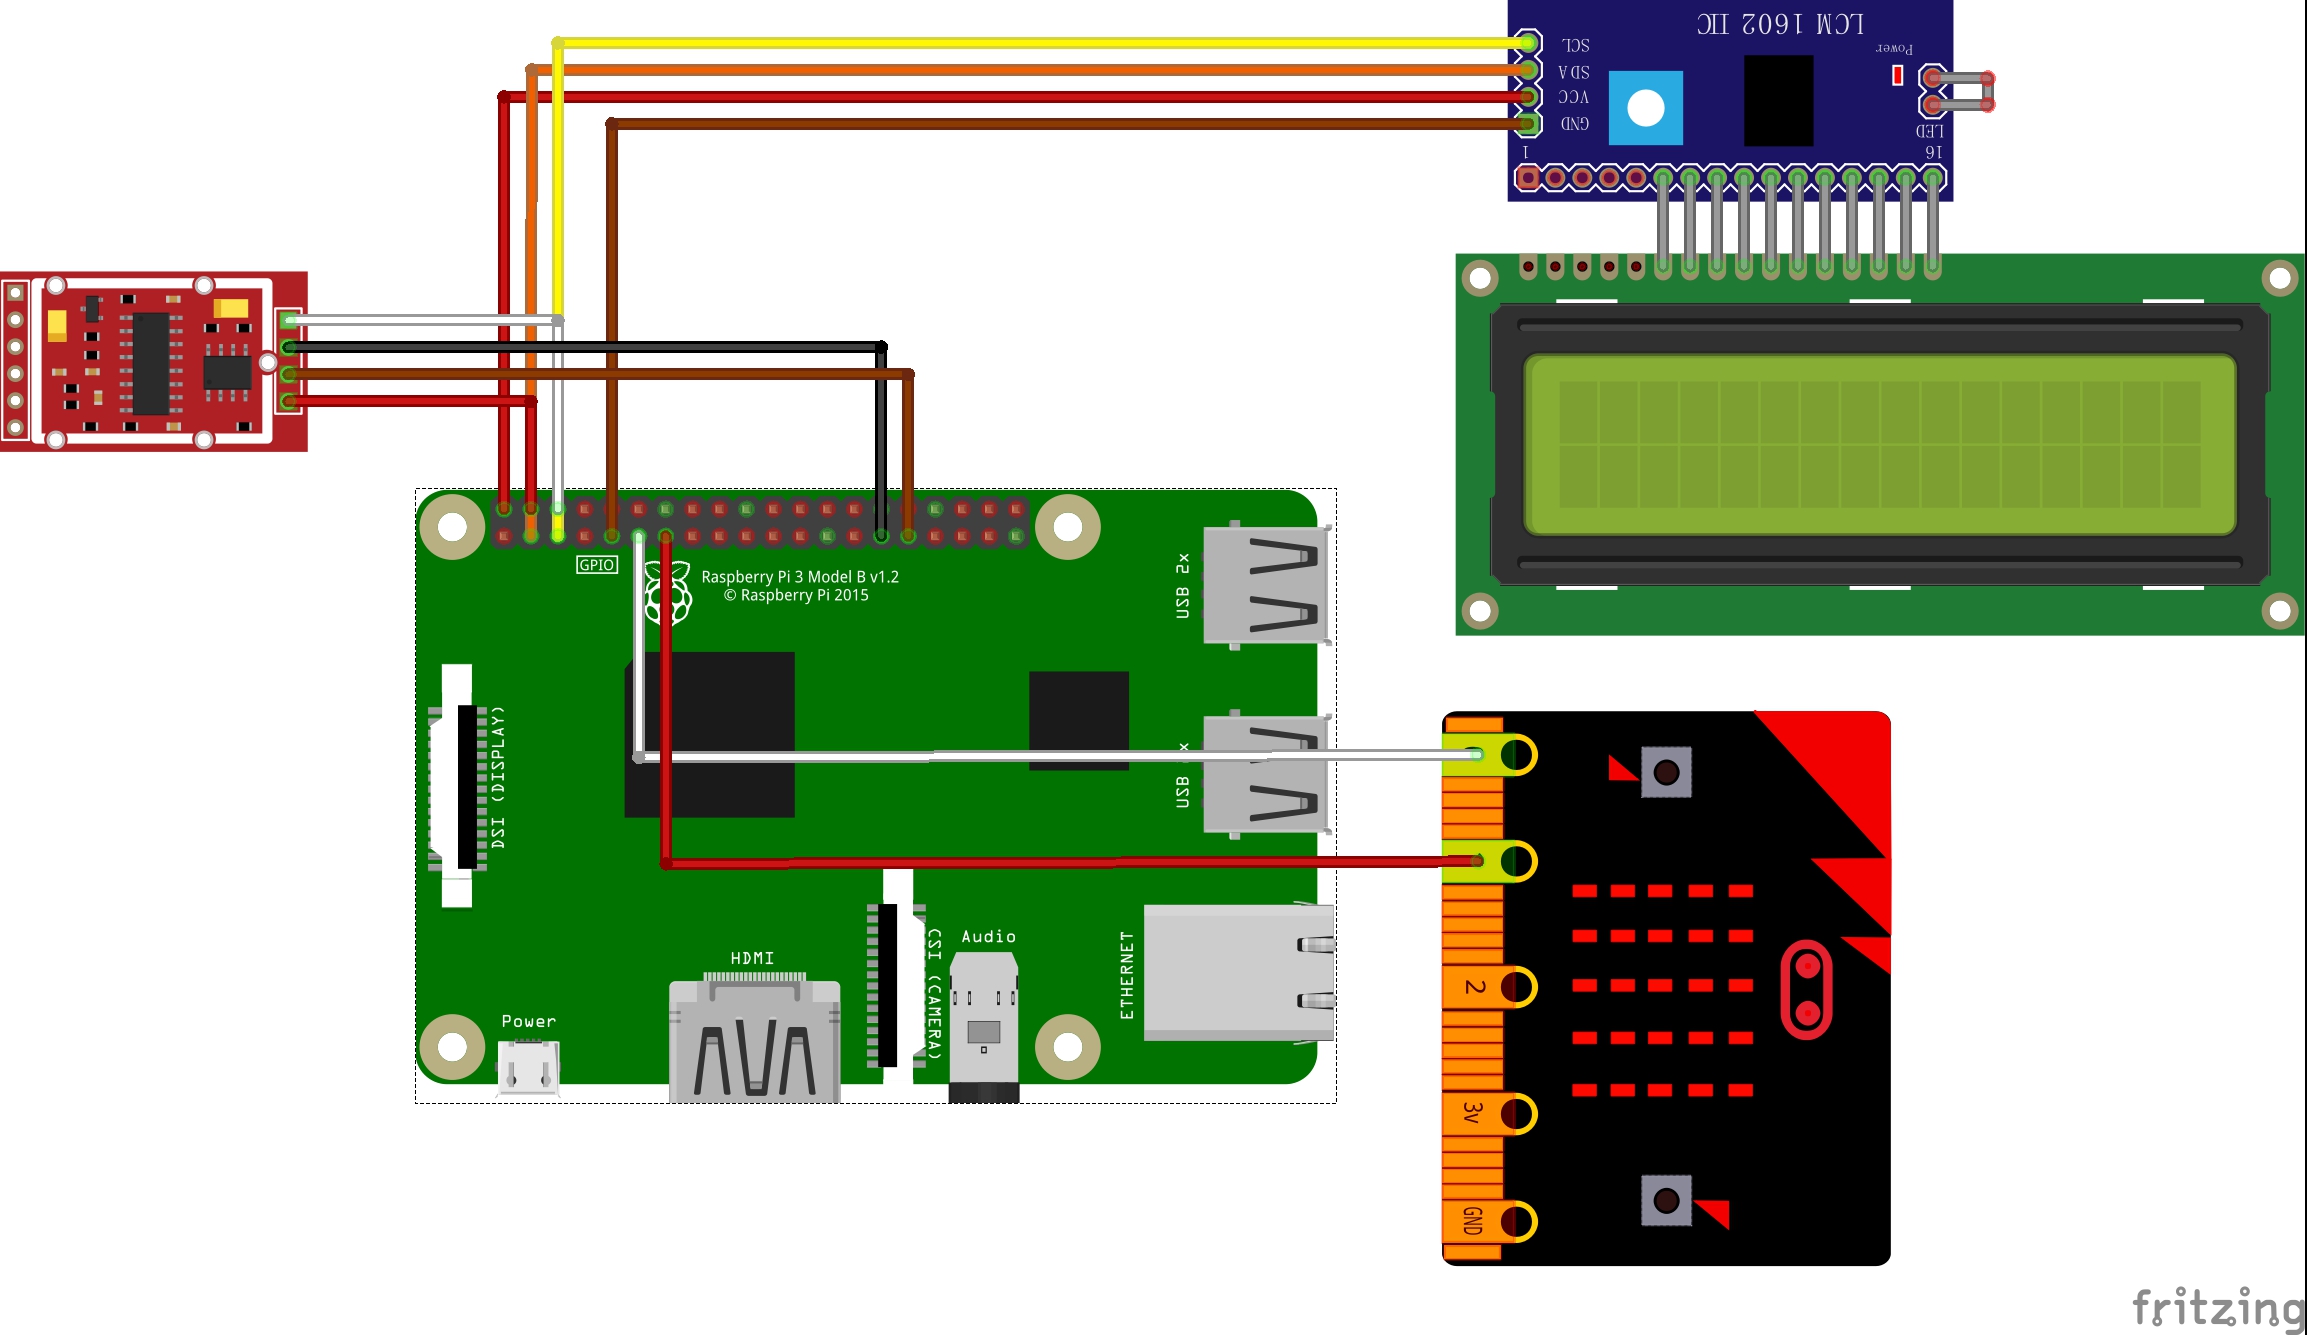 LCM 1602 IIC
SCL
SDA
VCC
GND
Power
LED
1
16
GPIO
Raspberry Pi 3 Model B v1.2
© Raspberry Pi 2015
USB 2x
USB x
DSI (DISPLAY)
CSI (CAMERA)
Audio
HDMI
ETHERNET
Power
2
3V
GND
fritzing